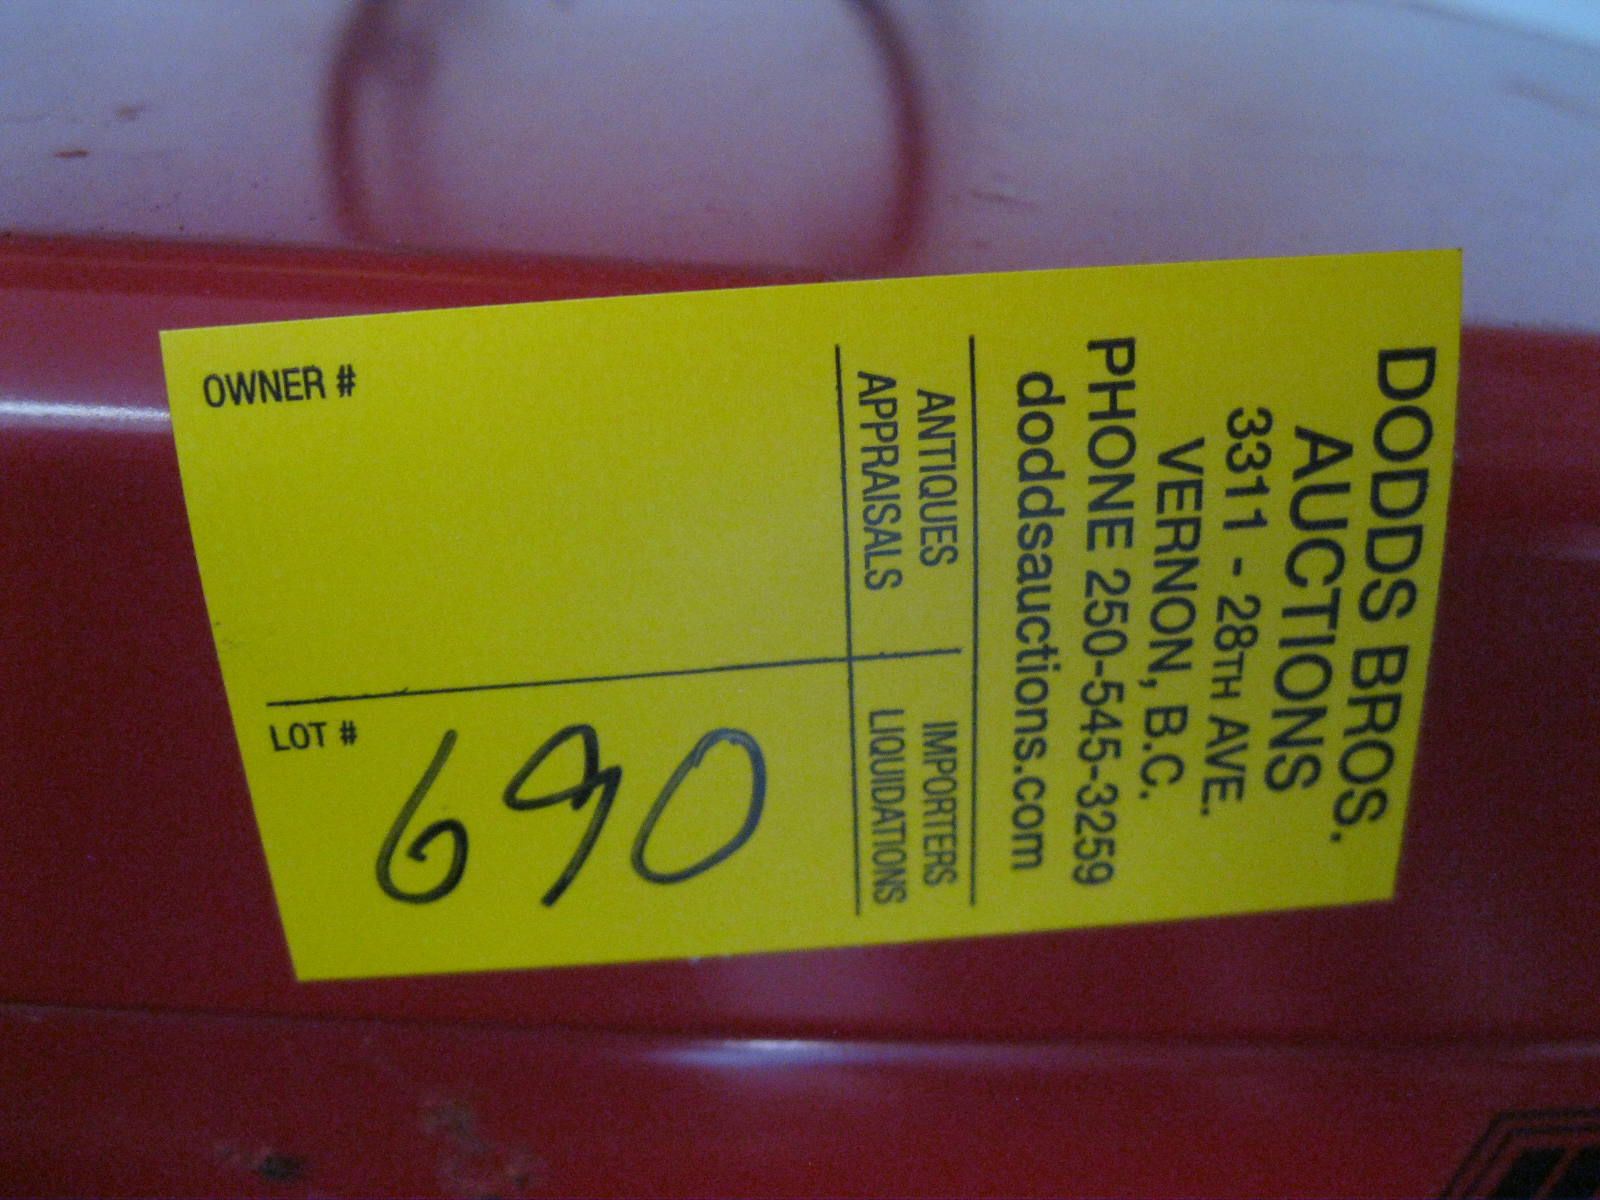 DODDS BROS.
AUCTIONS
3311 - 28TH AVE.
VERNON, B.C.
PHONE 250-545-3259
doddsauctions.com
ANTIQUES IMPORTERS
APPRAISALS LIQUIDATIONS
OWNER #
LOT #
690